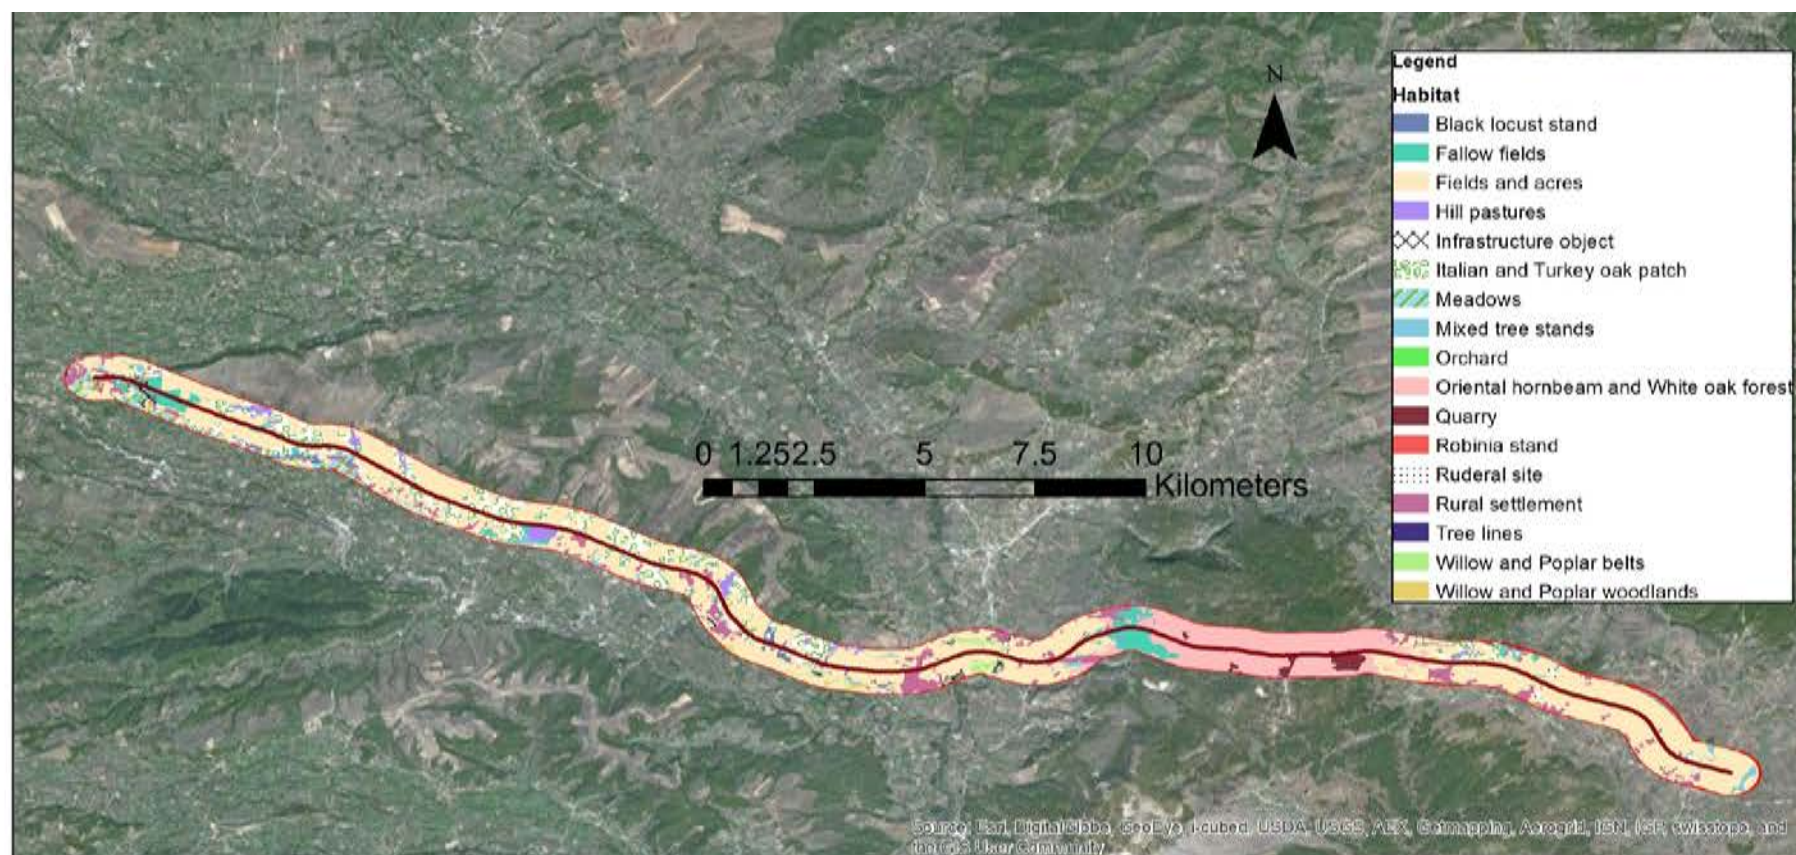 N
Legend
Habitat
Black locust stand
Fallow fields
Fields and acres
Hill pastures
Infrastructure object
Italian and Turkey oak patch
Meadows
Mixed tree stands
Orchard
Oriental hornbeam and White oak forest
Quarry
Robinia stand
Ruderal site
Rural settlement
Tree lines
Willow and Poplar belts
Willow and Poplar woodlands
0 1.25 2.5 5 7.5 10
Kilometers
Source: Esri, DigitalGlobe, GeoEye, i-cubed, USDA, USGS, AEX, Getmapping, Aerogrid, IGN, IGP, swisstopo, and
the GIS User Community